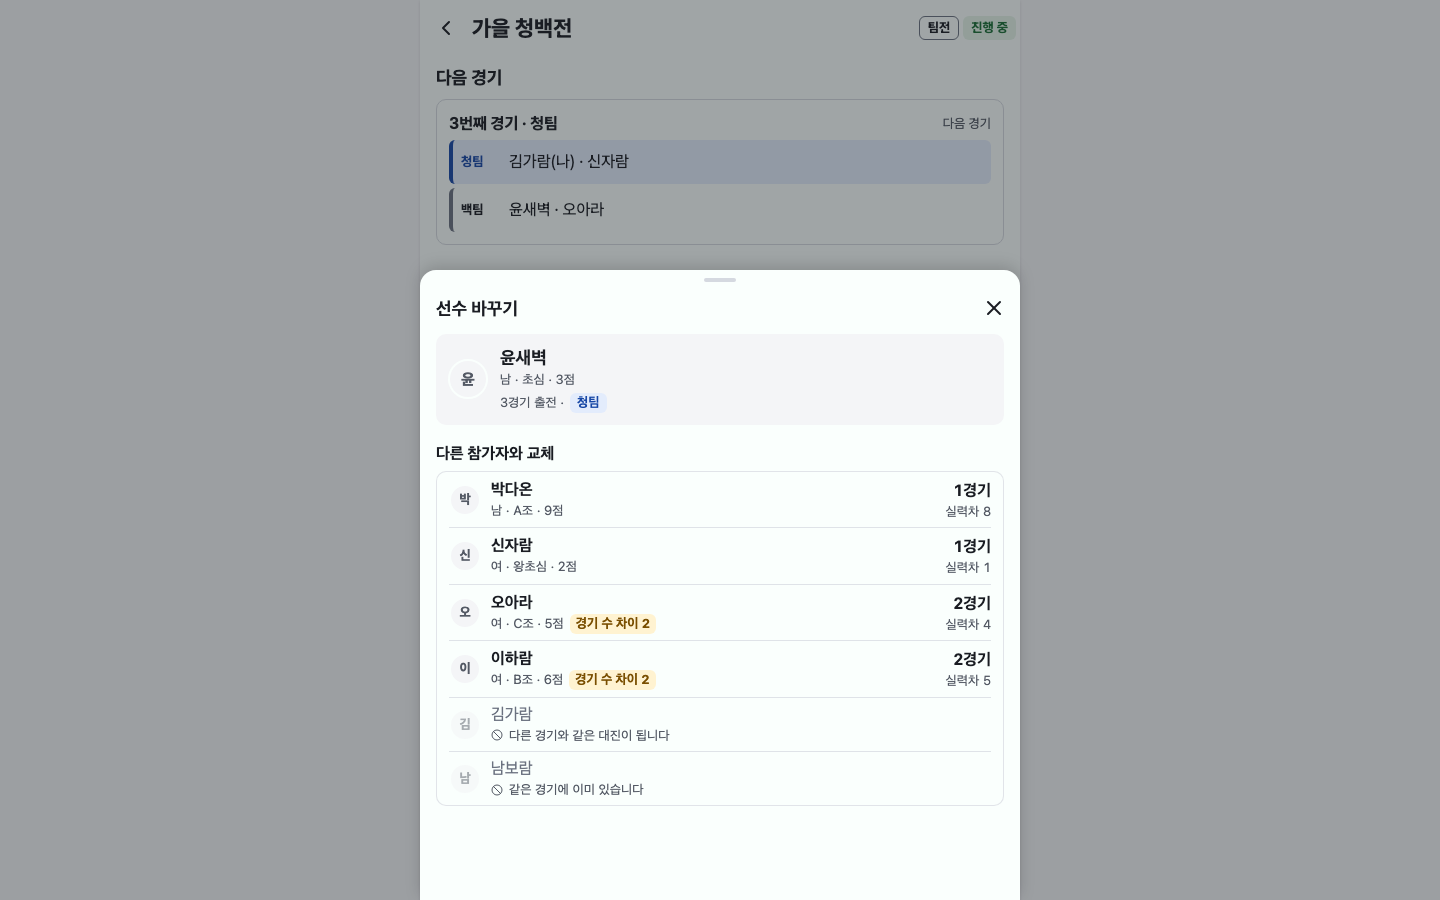 가을 청백전
팀전
진행 중
다음 경기
3번째 경기 · 청팀
다음 경기
청팀
김가람(나) · 신자람
백팀
윤새벽 · 오아라
선수 바꾸기
윤
윤새벽
남 · 초심 · 3점
3경기 출전 ·
청팀
다른 참가자와 교체
박
박다온
남 · A조 · 9점
1경기
실력차 8
신
신자람
여 · 왕초심 · 2점
1경기
실력차 1
오
오아라
여 · C조 · 5점
경기 수 차이 2
2경기
실력차 4
이
이하람
여 · B조 · 6점
경기 수 차이 2
2경기
실력차 5
김
김가람
다른 경기와 같은 대진이 됩니다
남
남보람
같은 경기에 이미 있습니다